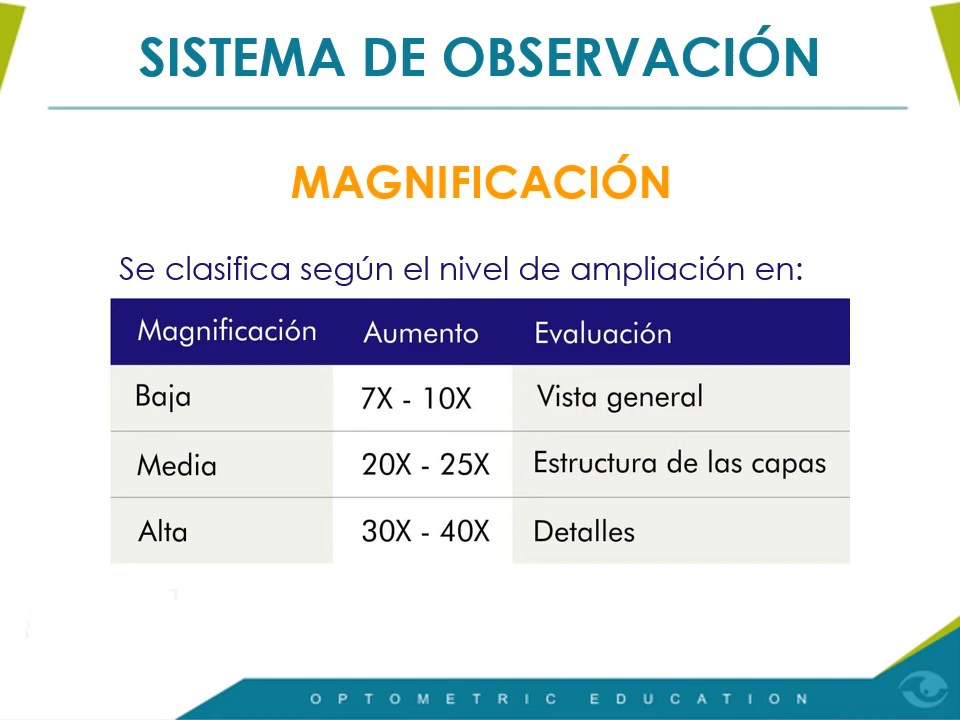 SISTEMA DE OBSERVACIÓN
MAGNIFICACIÓN
Se clasifica según el nivel de ampliación en:
Magnificación Aumento Evaluación
Baja 7X - 10X Vista general
Media 20X - 25X Estructura de las capas
Alta 30X - 40X Detalles
OPTOMETRIC EDUCATION